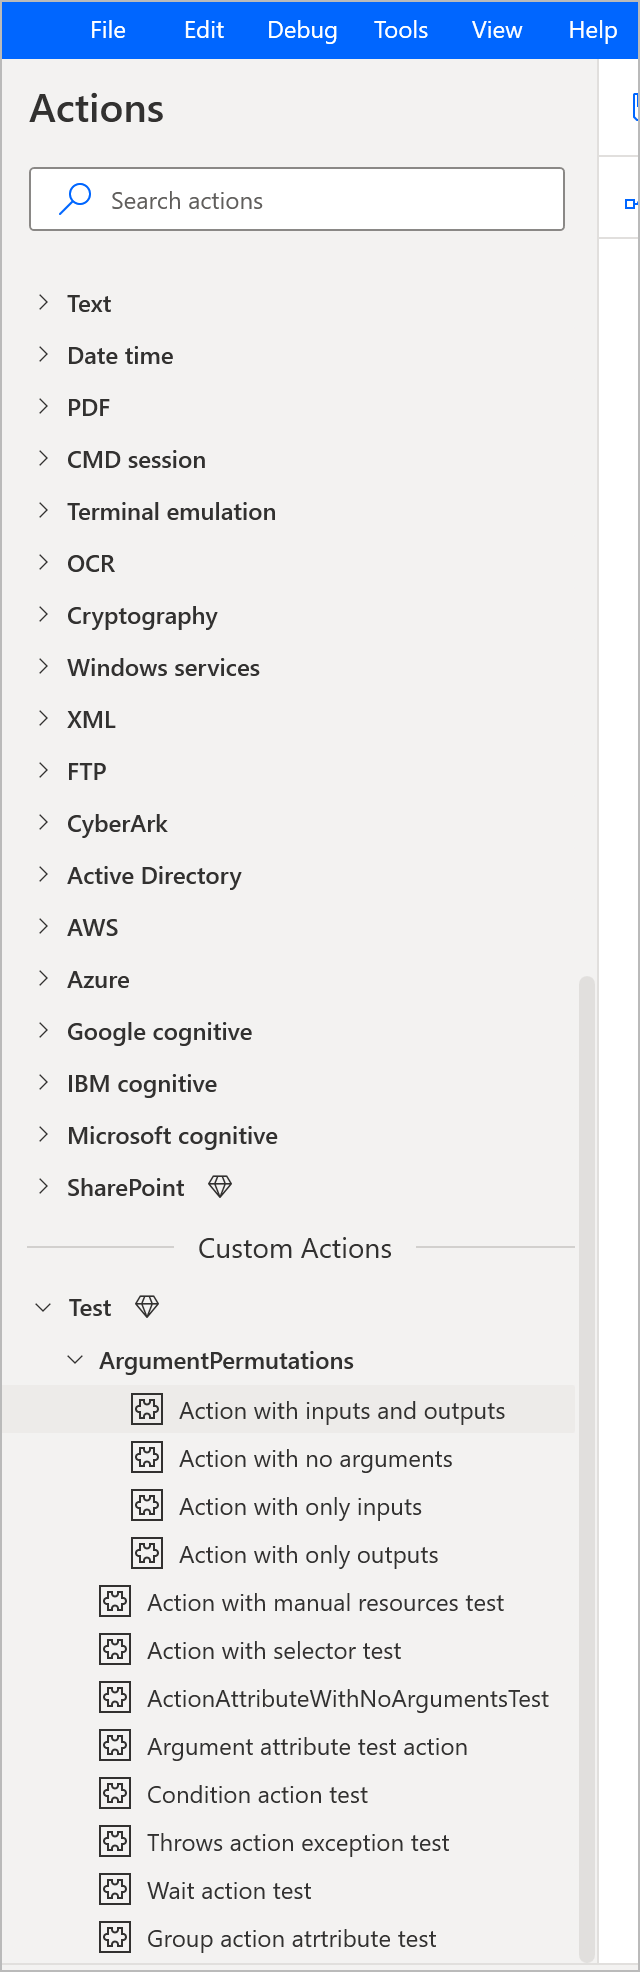 File Edit Debug Tools View Help
Actions
Search actions
Text
Date time
PDF
CMD session
Terminal emulation
OCR
Cryptography
Windows services
XML
FTP
CyberArk
Active Directory
AWS
Azure
Google cognitive
IBM cognitive
Microsoft cognitive
SharePoint
Custom Actions
Test
ArgumentPermutations
Action with inputs and outputs
Action with no arguments
Action with only inputs
Action with only outputs
Action with manual resources test
Action with selector test
ActionAttributeWithNoArgumentsTest
Argument attribute test action
Condition action test
Throws action exception test
Wait action test
Group action atrtribute test